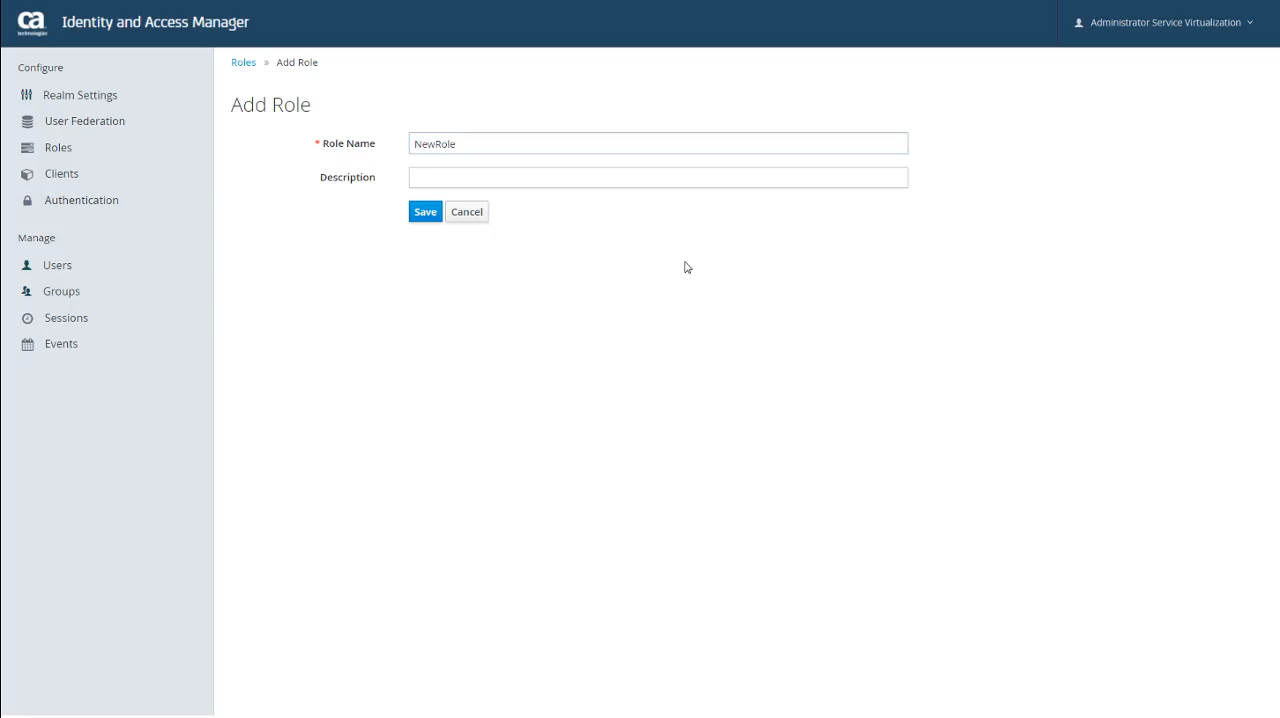 ca
technologies
Identity and Access Manager
Administrator Service Virtualization
Configure
Realm Settings
User Federation
Roles
Clients
Authentication
Manage
Users
Groups
Sessions
Events
Roles » Add Role
Add Role
* Role Name
NewRole
Description
Save
Cancel